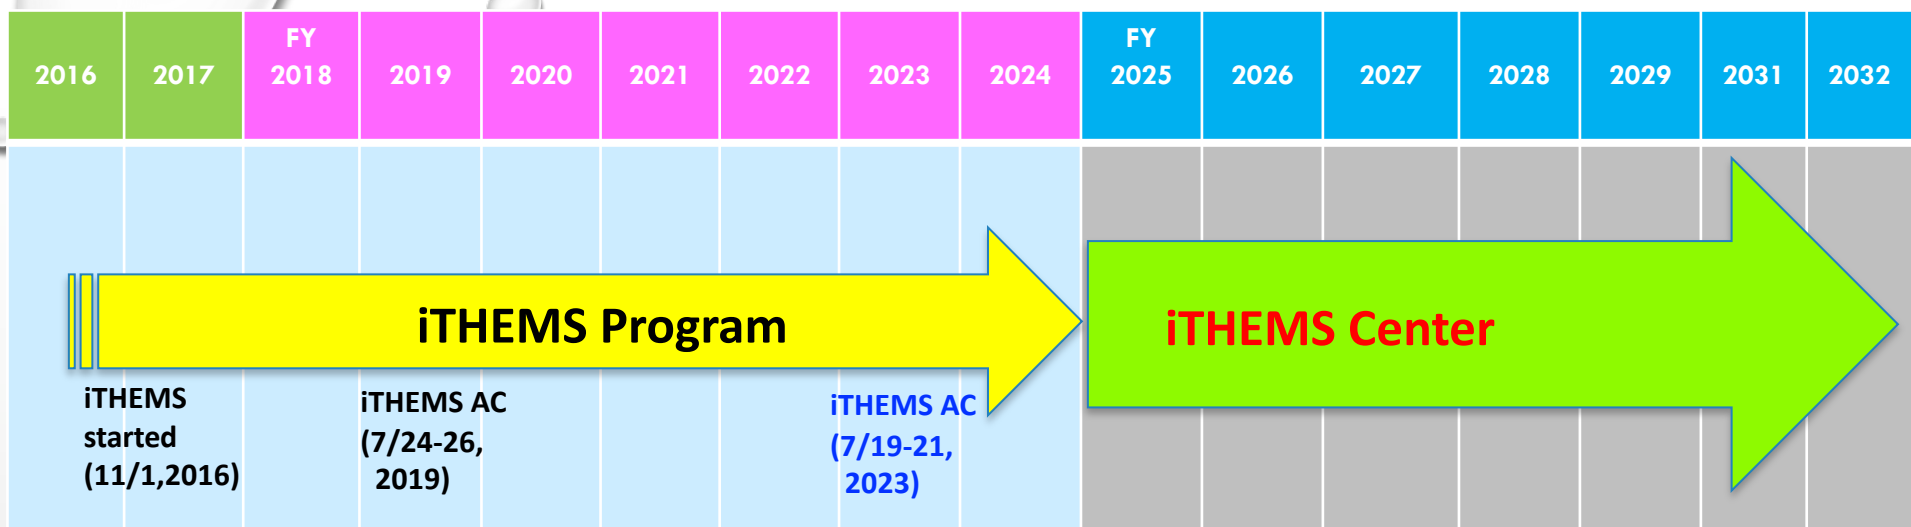 2016
2017
FY
2018
2019
2020
2021
2022
2023
2024
FY
2025
2026
2027
2028
2029
2031
2032
iTHEMS Program
iTHEMS Center
iTHEMS
started
(11/1,2016)
iTHEMS AC
(7/24-26,
2019)
iTHEMS AC
(7/19-21,
2023)